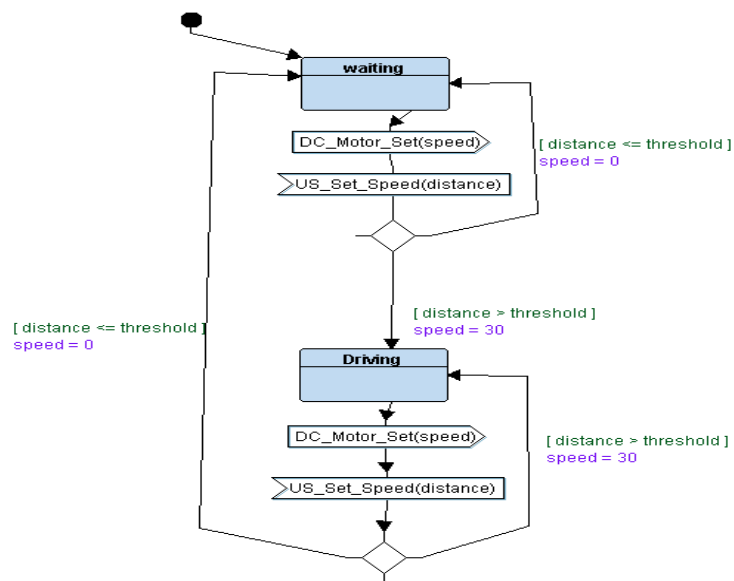 waiting
DC_Motor_Set(speed)
[ distance <= threshold ]
speed = 0
US_Set_Speed(distance)
[ distance > threshold ]
speed = 30
[ distance <= threshold ]
speed = 0
Driving
DC_Motor_Set(speed)
[ distance > threshold ]
speed = 30
US_Set_Speed(distance)